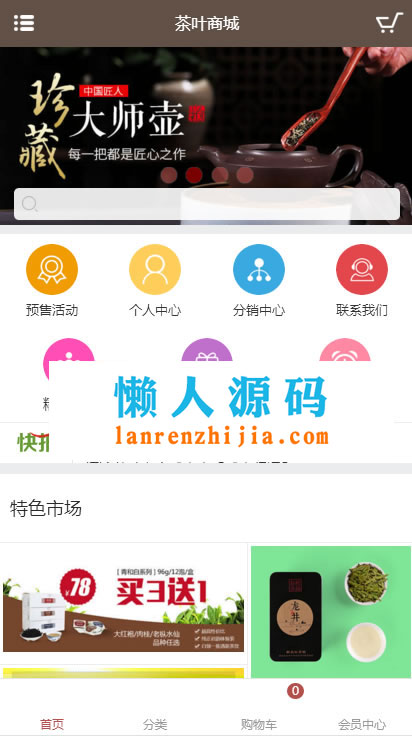 茶叶商城
珍藏
中国匠人
大师壶
每一把都是匠心之作
预售活动
个人中心
分销中心
联系我们
懒人源码
lanrenzhijia.com
快报
特色市场
【青和白系列】96g/12泡/盒
¥78
买3送1
大红袍/肉桂/老枞水仙
品种任选
龙井
0
首页
分类
购物车
会员中心